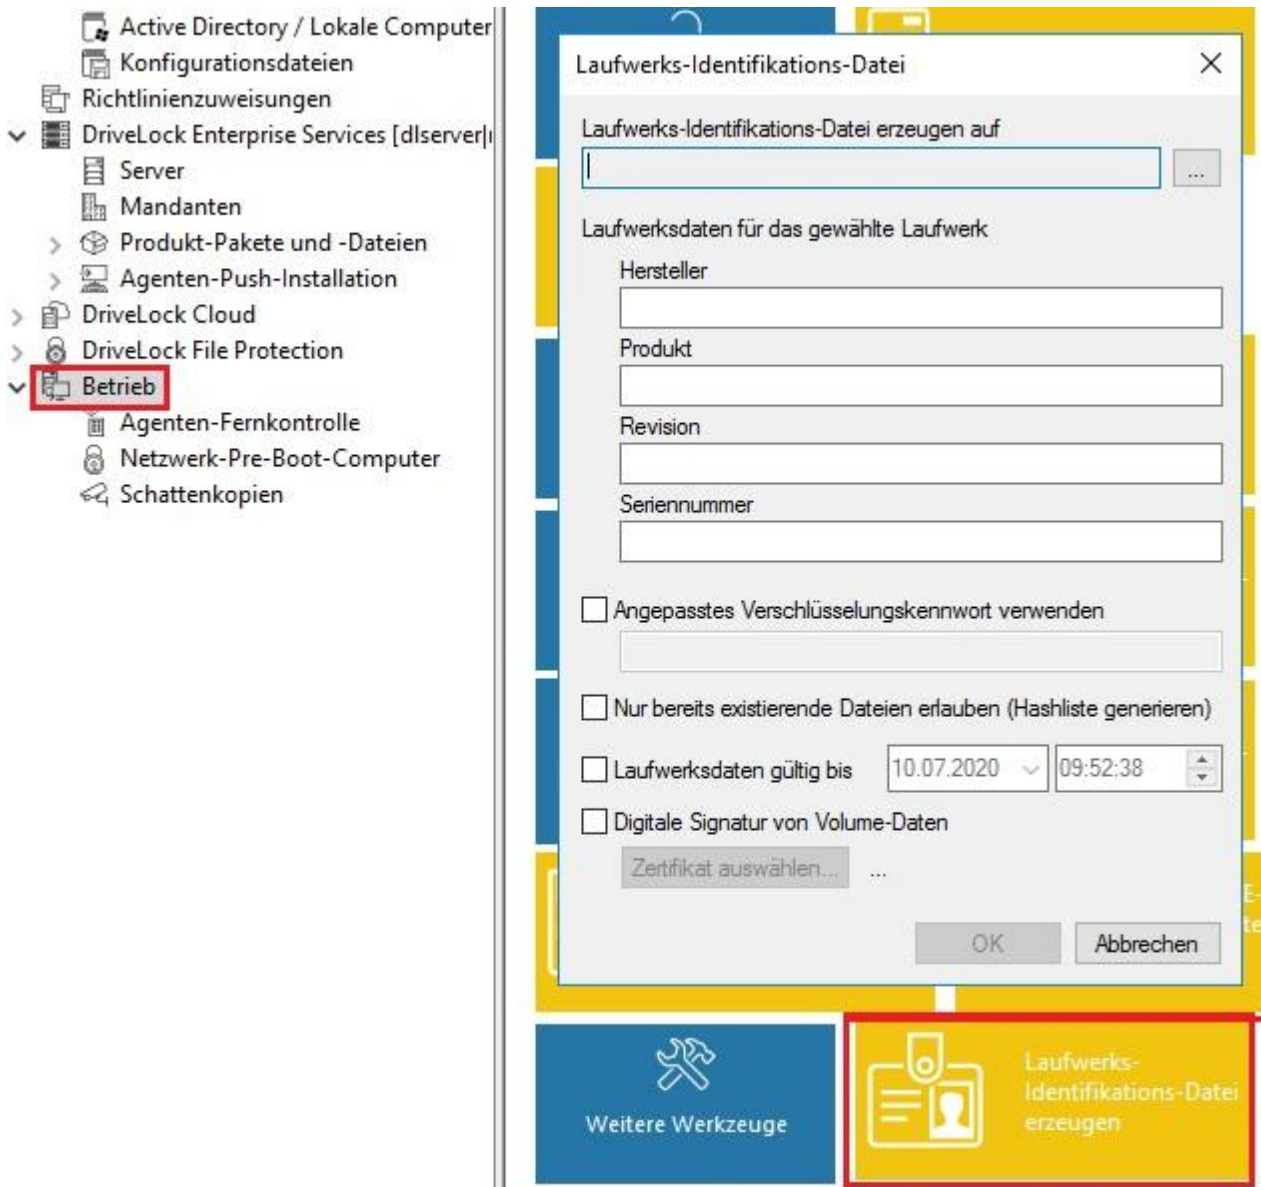 Active Directory / Lokale Computer
Konfigurationsdateien
Richtlinienzuweisungen
DriveLock Enterprise Services [dlserver
Server
Mandanten
Produkt-Pakete und -Dateien
Agenten-Push-Installation
DriveLock Cloud
DriveLock File Protection
Betrieb
Agenten-Fernkontrolle
Netzwerk-Pre-Boot-Computer
Schattenkopien
Laufwerks-Identifikations-Datei
Laufwerks-Identifikations-Datei erzeugen auf
...
Laufwerksdaten für das gewählte Laufwerk
Hersteller
Produkt
Revision
Seriennummer
Angepasstes Verschlüsselungskennwort verwenden
Nur bereits existierende Dateien erlauben (Hashliste generieren)
Laufwerksdaten gültig bis 10.07.2020 09:52:38
Digitale Signatur von Volume-Daten
Zertifikat auswählen... ...
OK Abbrechen
Weitere Werkzeuge
Laufwerks-
Identifikations-Datei
erzeugen